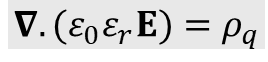 𝛁. (𝜀₀𝜀ᵣ𝐄) = 𝜌_𝑞